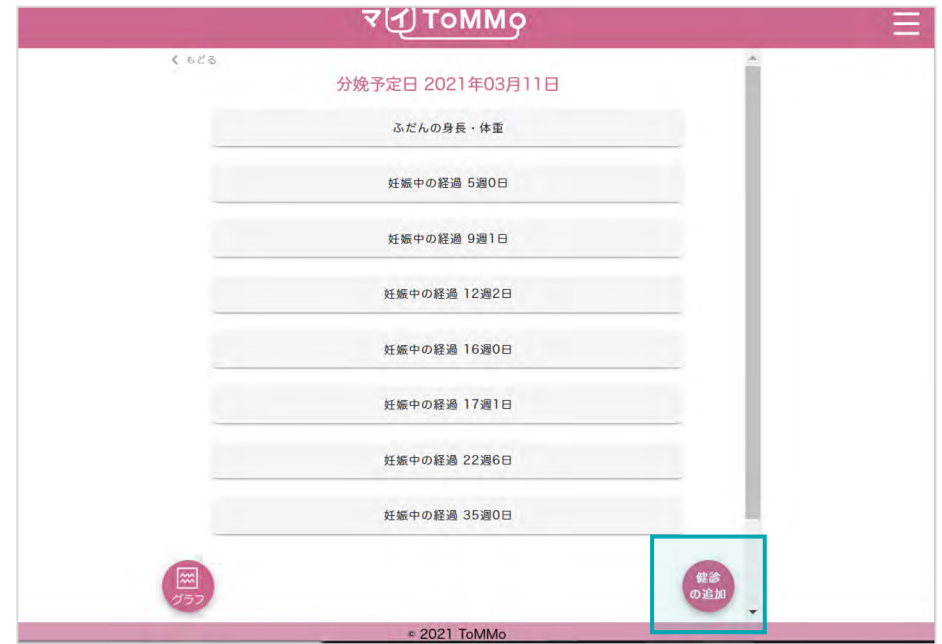 マイToMMo
く もどる
分娩予定日 2021年03月11日
ふだんの身長・体重
妊娠中の経過 5週0日
妊娠中の経過 9週1日
妊娠中の経過 12週2日
妊娠中の経過 16週0日
妊娠中の経過 17週1日
妊娠中の経過 22週6日
妊娠中の経過 35週0日
グラフ
健診
の追加
© 2021 ToMMo